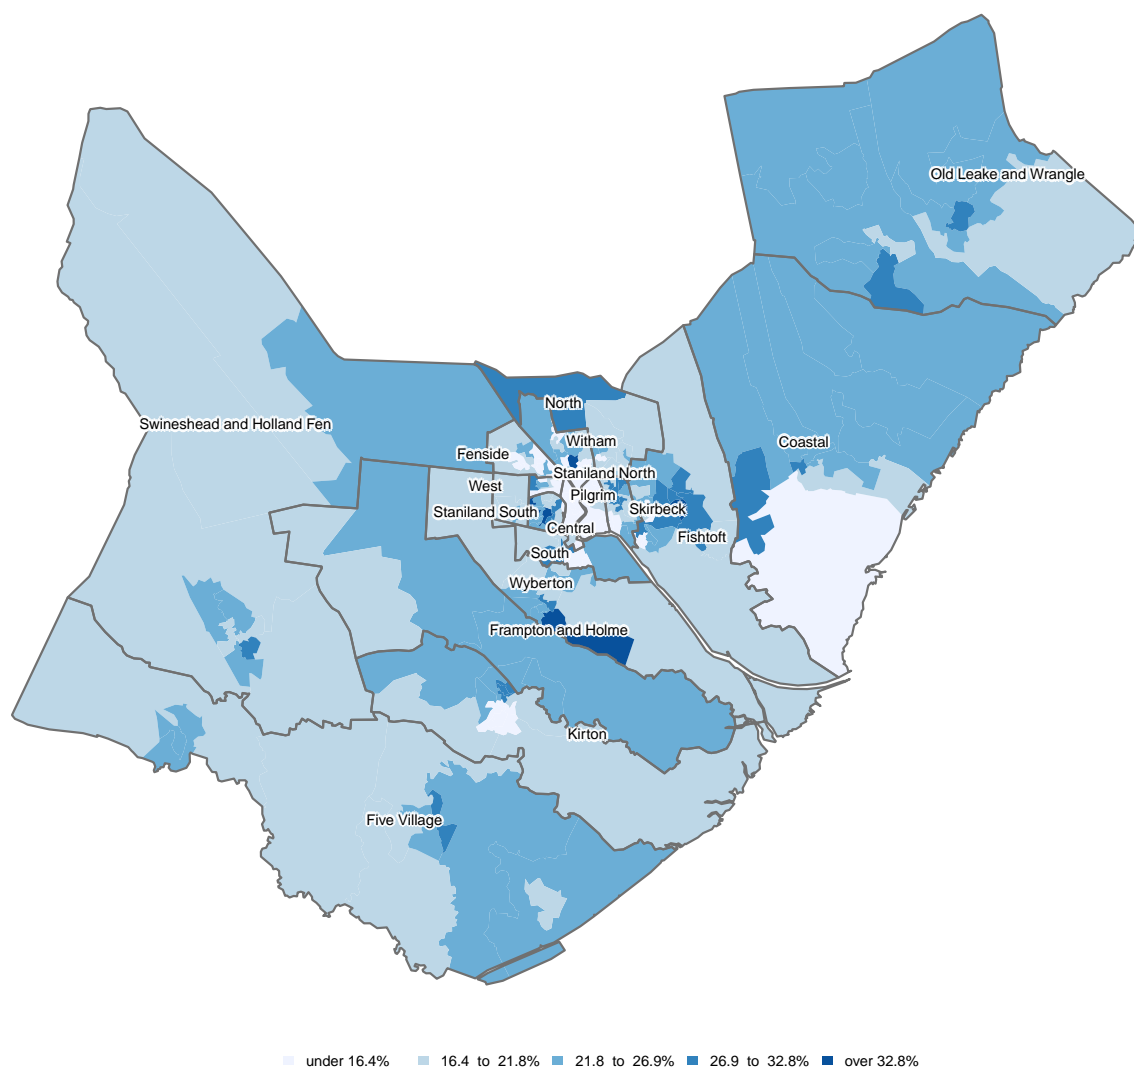 Old Leake and Wrangle
North
Swineshead and Holland Fen
Witham
Coastal
Fenside
Staniland North
West
Pilgrim
Staniland South
Skirbeck
Central
Fishtoft
South
Wyberton
Frampton and Holme
Kirton
Five Village
under 16.4% 16.4 to 21.8% 21.8 to 26.9% 26.9 to 32.8% over 32.8%